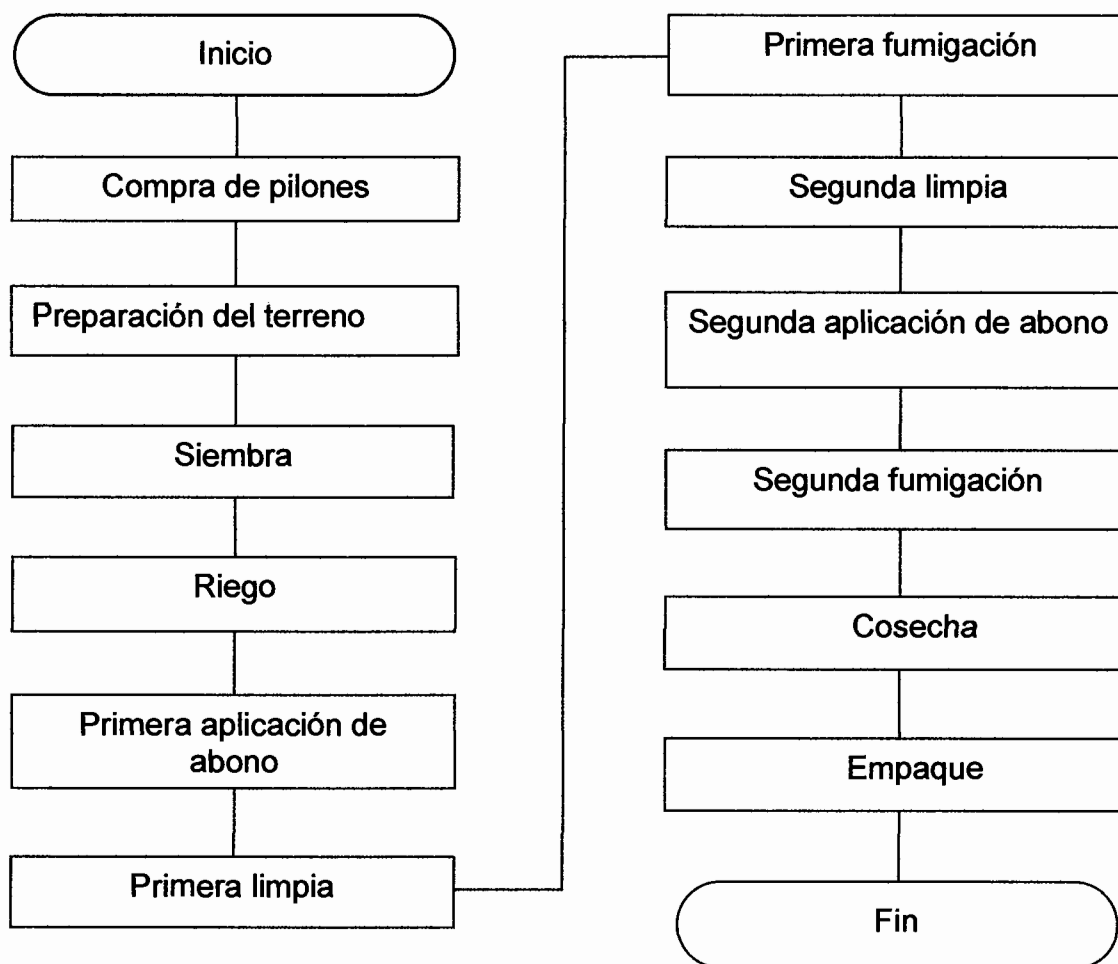 Inicio
Compra de pilones
Preparación del terreno
Siembra
Riego
Primera aplicación de
abono
Primera limpia
Primera fumigación
Segunda limpia
Segunda aplicación de abono
Segunda fumigación
Cosecha
Empaque
Fin